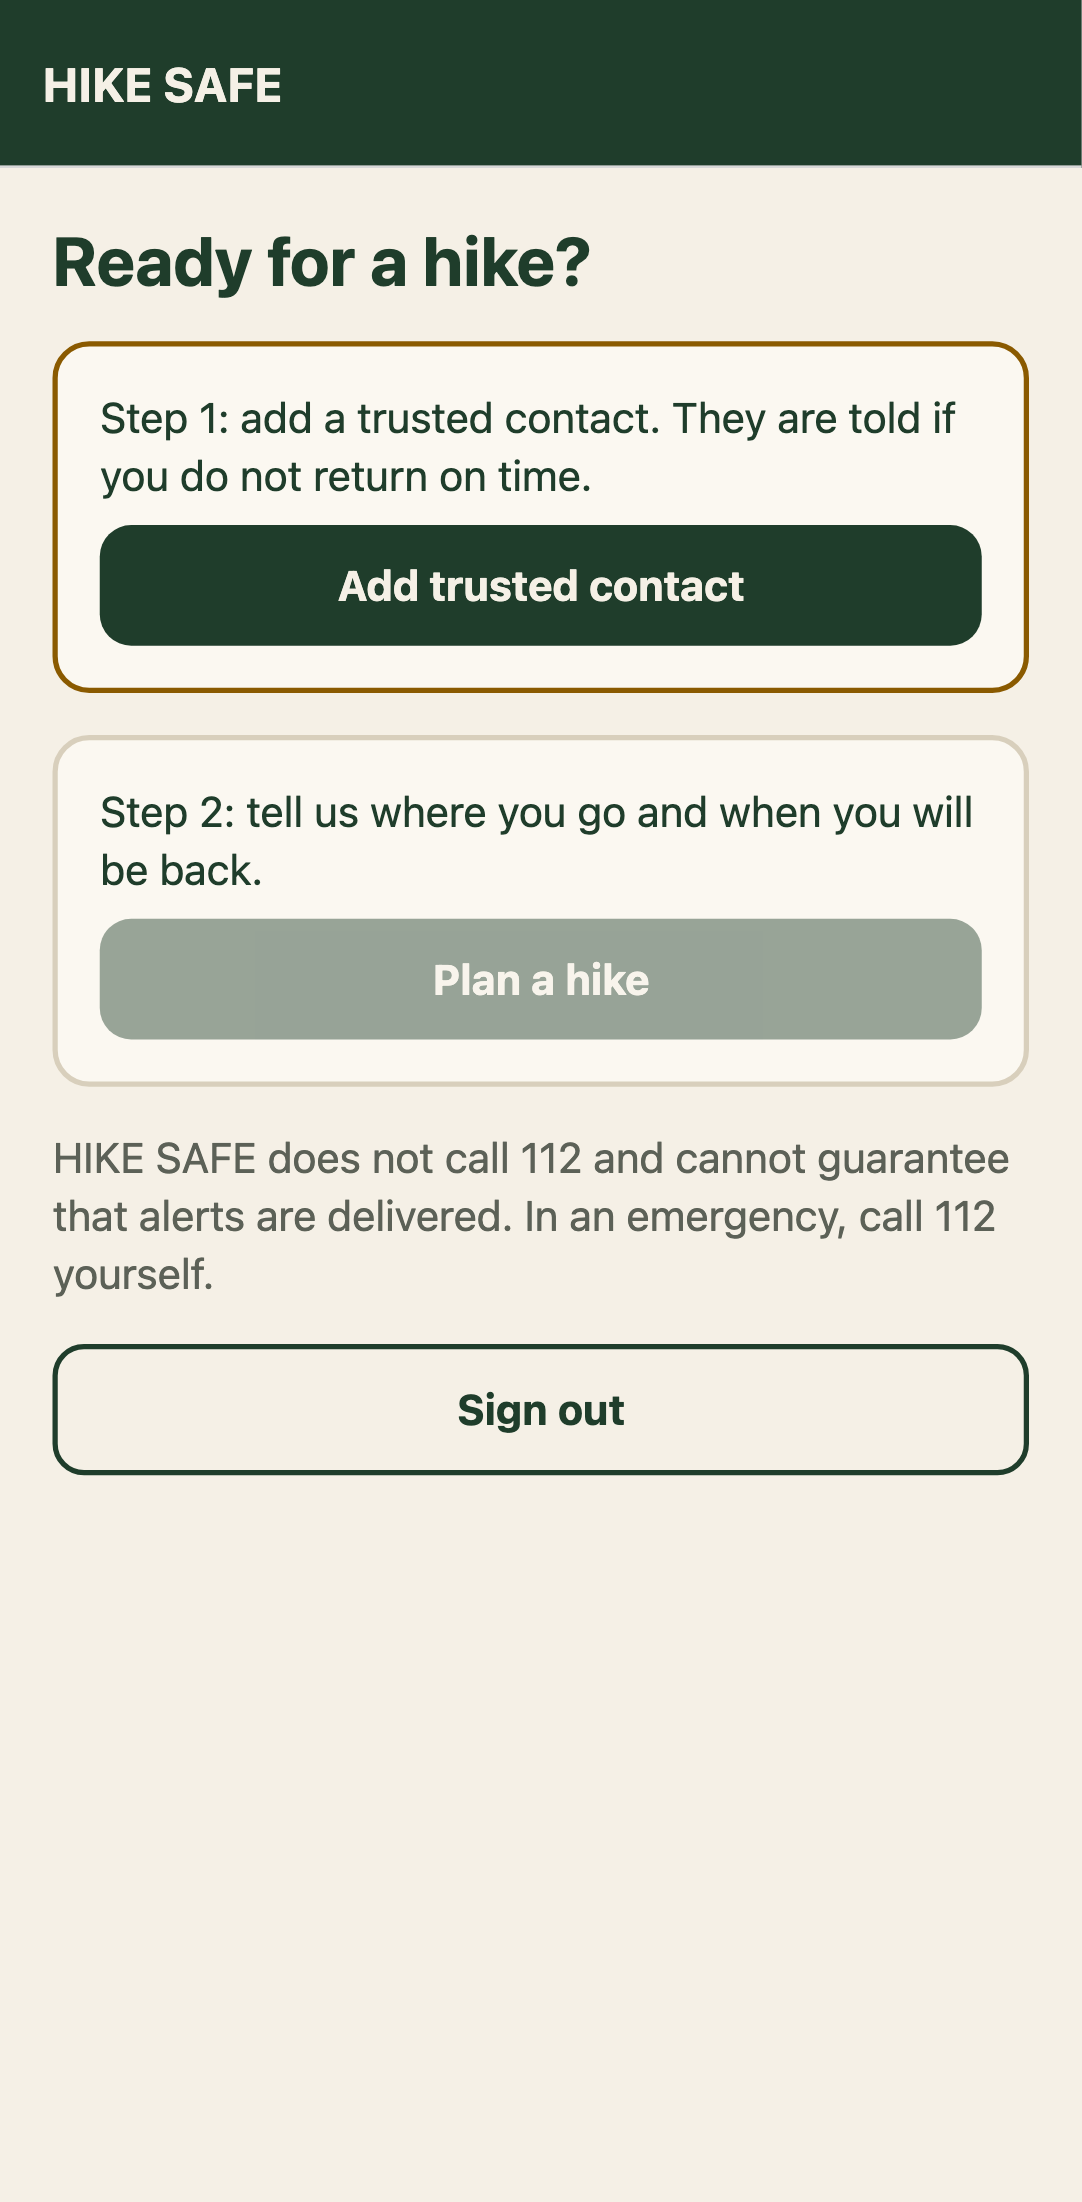 HIKE SAFE
Ready for a hike?
Step 1: add a trusted contact. They are told if
you do not return on time.
Add trusted contact
Step 2: tell us where you go and when you will
be back.
Plan a hike
HIKE SAFE does not call 112 and cannot guarantee
that alerts are delivered. In an emergency, call 112
yourself.
Sign out